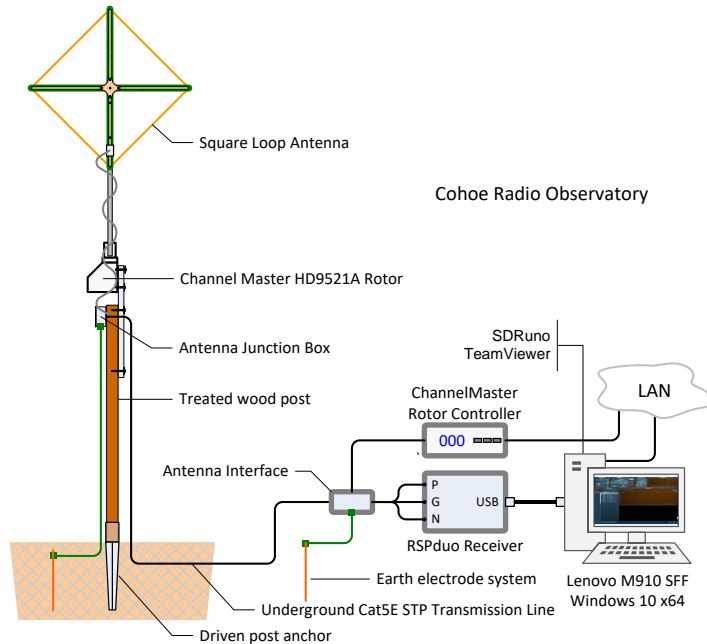 Square Loop Antenna
Cohoe Radio Observatory
Channel Master HD9521A Rotor
Antenna Junction Box
SDRuno
TeamViewer
Treated wood post
ChannelMaster
Rotor Controller
LAN
000
Antenna Interface
P
G
N
USB
RSPduo Receiver
Earth electrode system
Lenovo M910 SFF
Windows 10 x64
Underground Cat5E STP Transmission Line
Driven post anchor